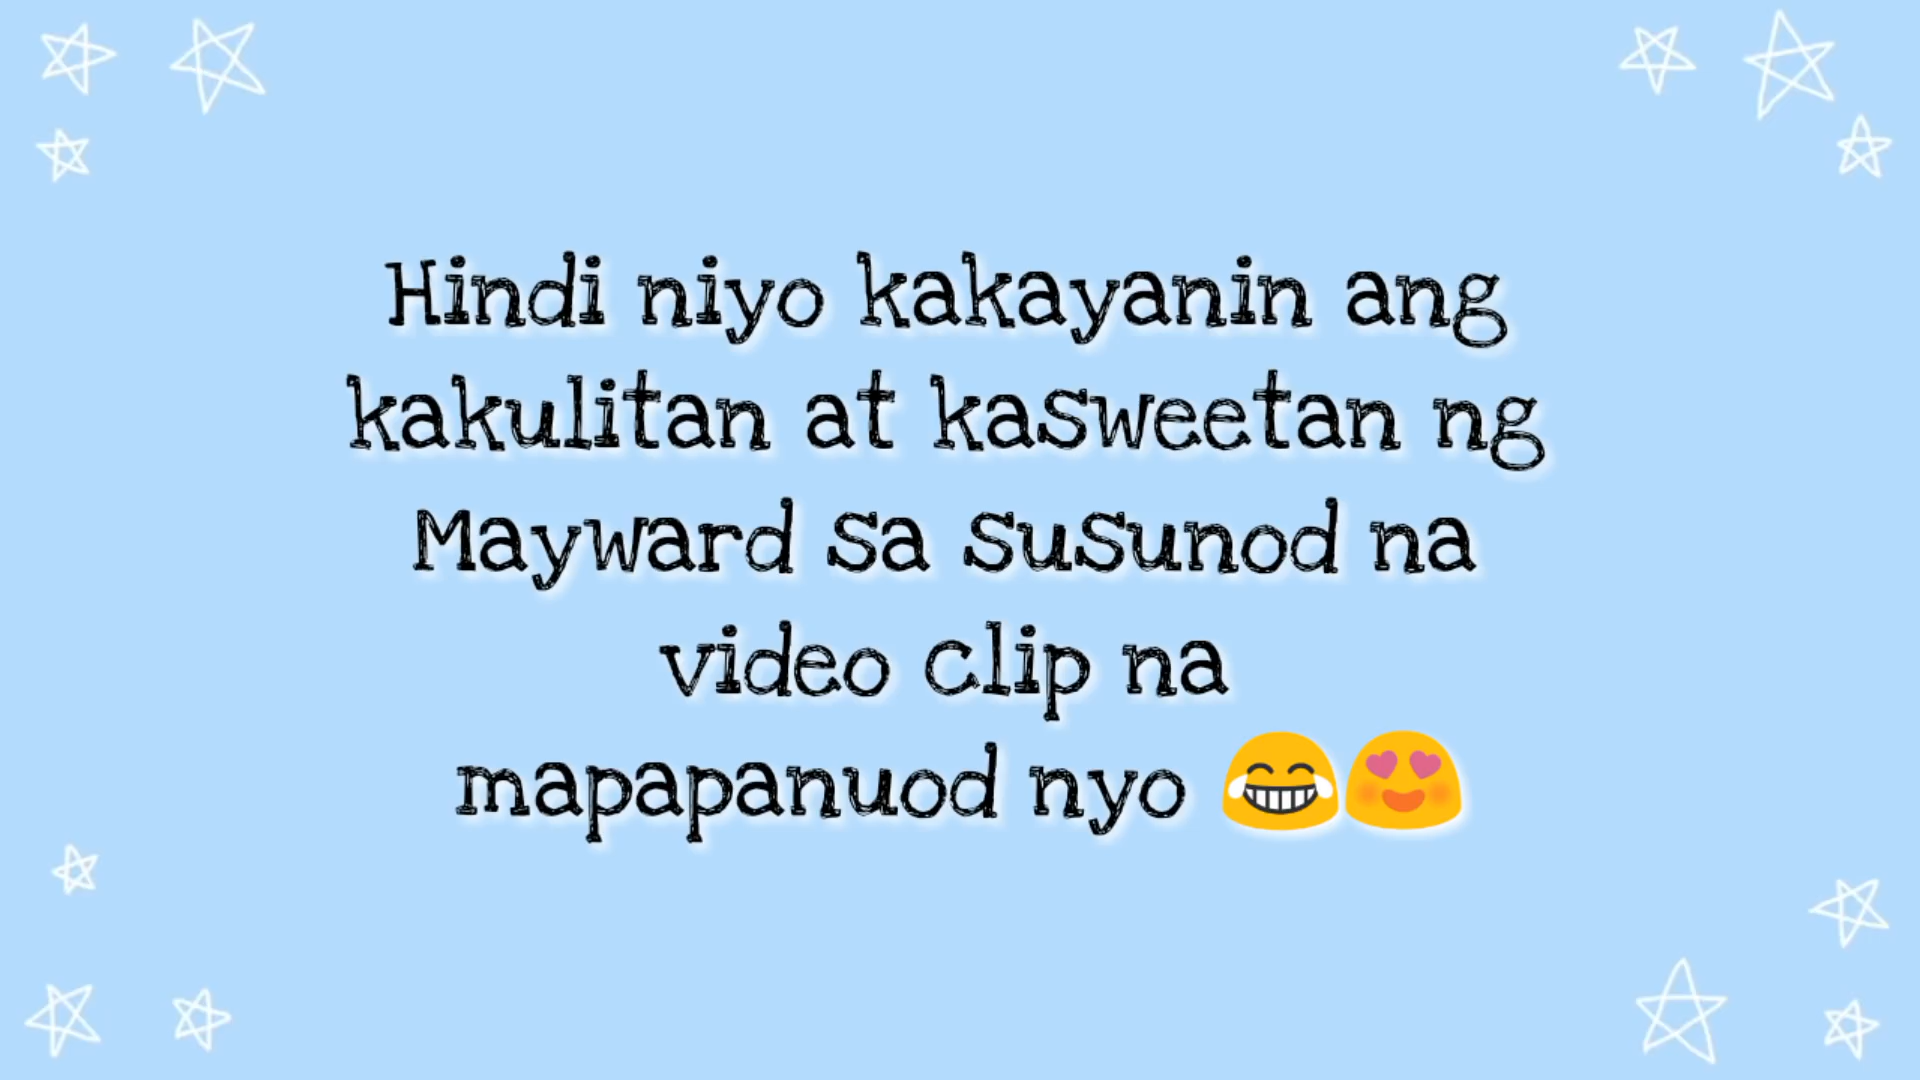 Hindi niyo kakayanin ang
kakulitan at kasweetan ng
Mayward sa susunod na
video clip na
mapapanuod nyo 😂😍